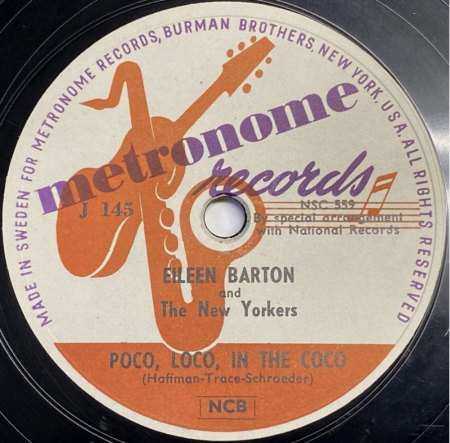 MADE IN SWEDEN FOR METRONOME RECORDS, BURMAN BROTHERS, NEW YORK, U.S.A. ALL RIGHTS RESERVED
metronome
records
J 145
NSC 559
By special arrangement
with National Records
EILEEN BARTON
and
The New Yorkers
POCO, LOCO, IN THE COCO
(Hoffman-Trace-Schroeder)
NCB